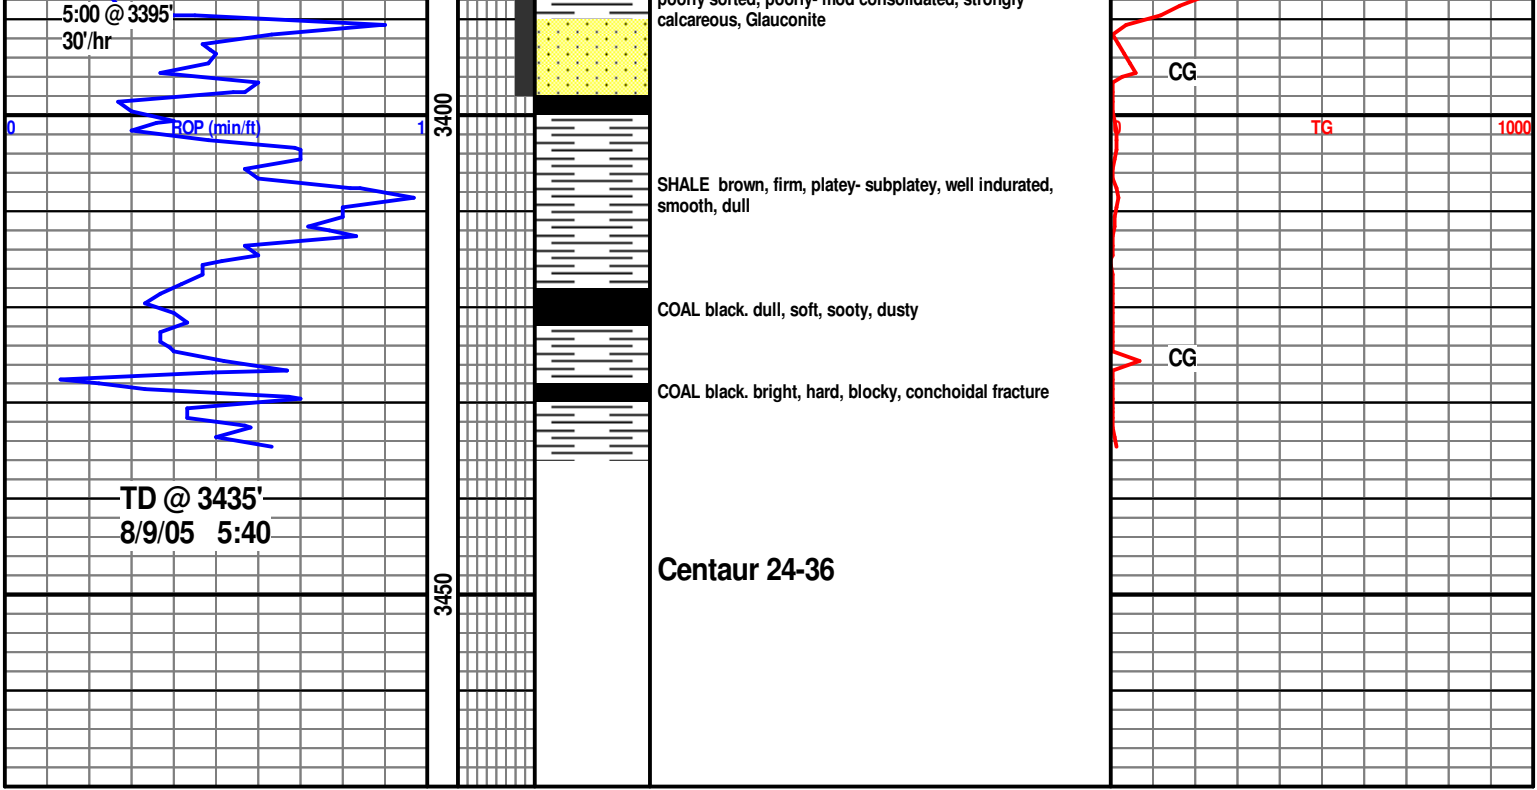 5:00 @ 3395'
30'/hr
poorly sorted, poorly- mod consolidated, strongly
calcareous, Glauconite
CG
3400
0 ROP (min/ft) 1
0 TG 1000
SHALE brown, firm, platey- subplatey, well indurated,
smooth, dull
COAL black. dull, soft, sooty, dusty
CG
COAL black. bright, hard, blocky, conchoidal fracture
TD @ 3435'
8/9/05 5:40
Centaur 24-36
3450